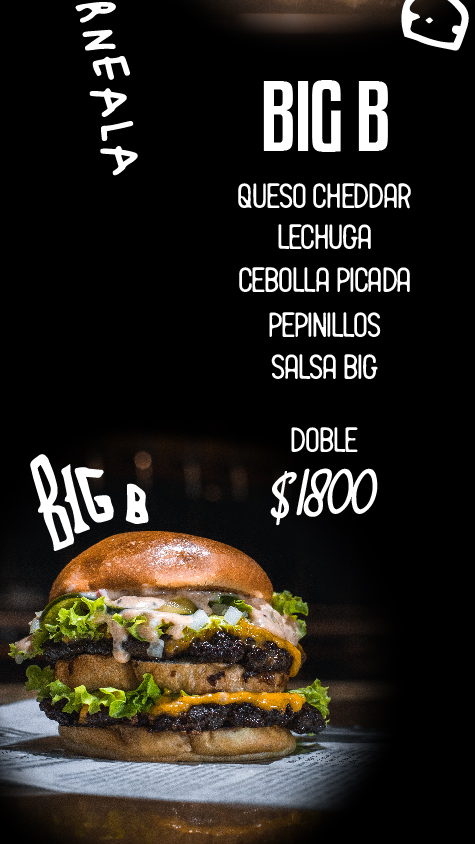 RNEALA
BIG B
QUESO CHEDDAR
LECHUGA
CEBOLLA PICADA
PEPINILLOS
SALSA BIG
DOBLE
$1800
BIG B